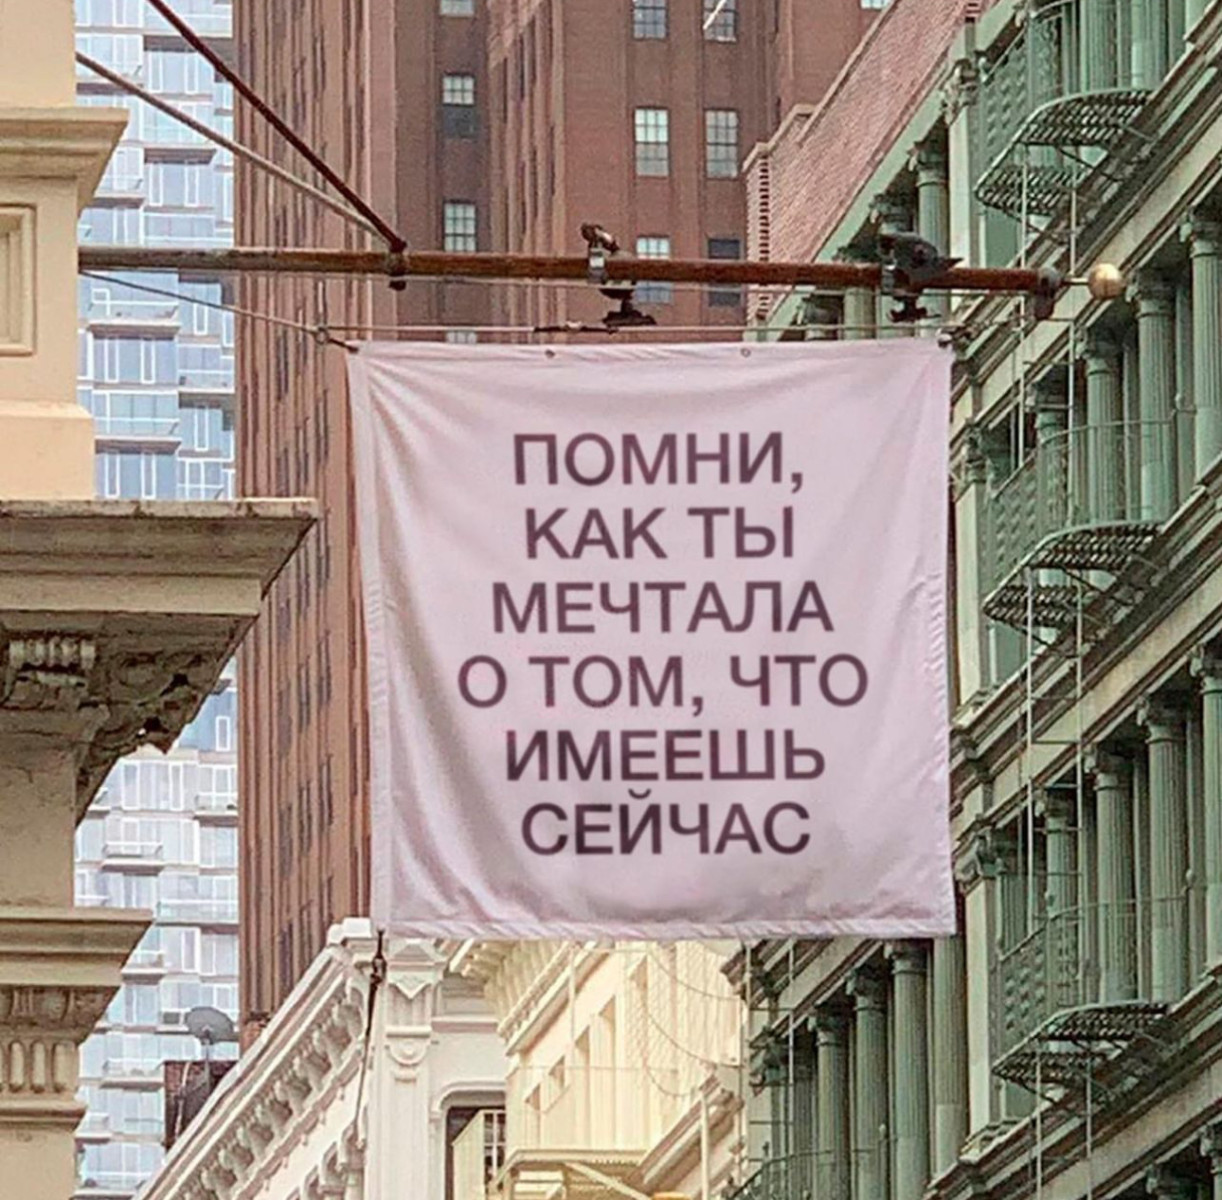 ПОМНИ,
КАК ТЫ
МЕЧТАЛА
О ТОМ, ЧТО
ИМЕЕШЬ
СЕЙЧАС